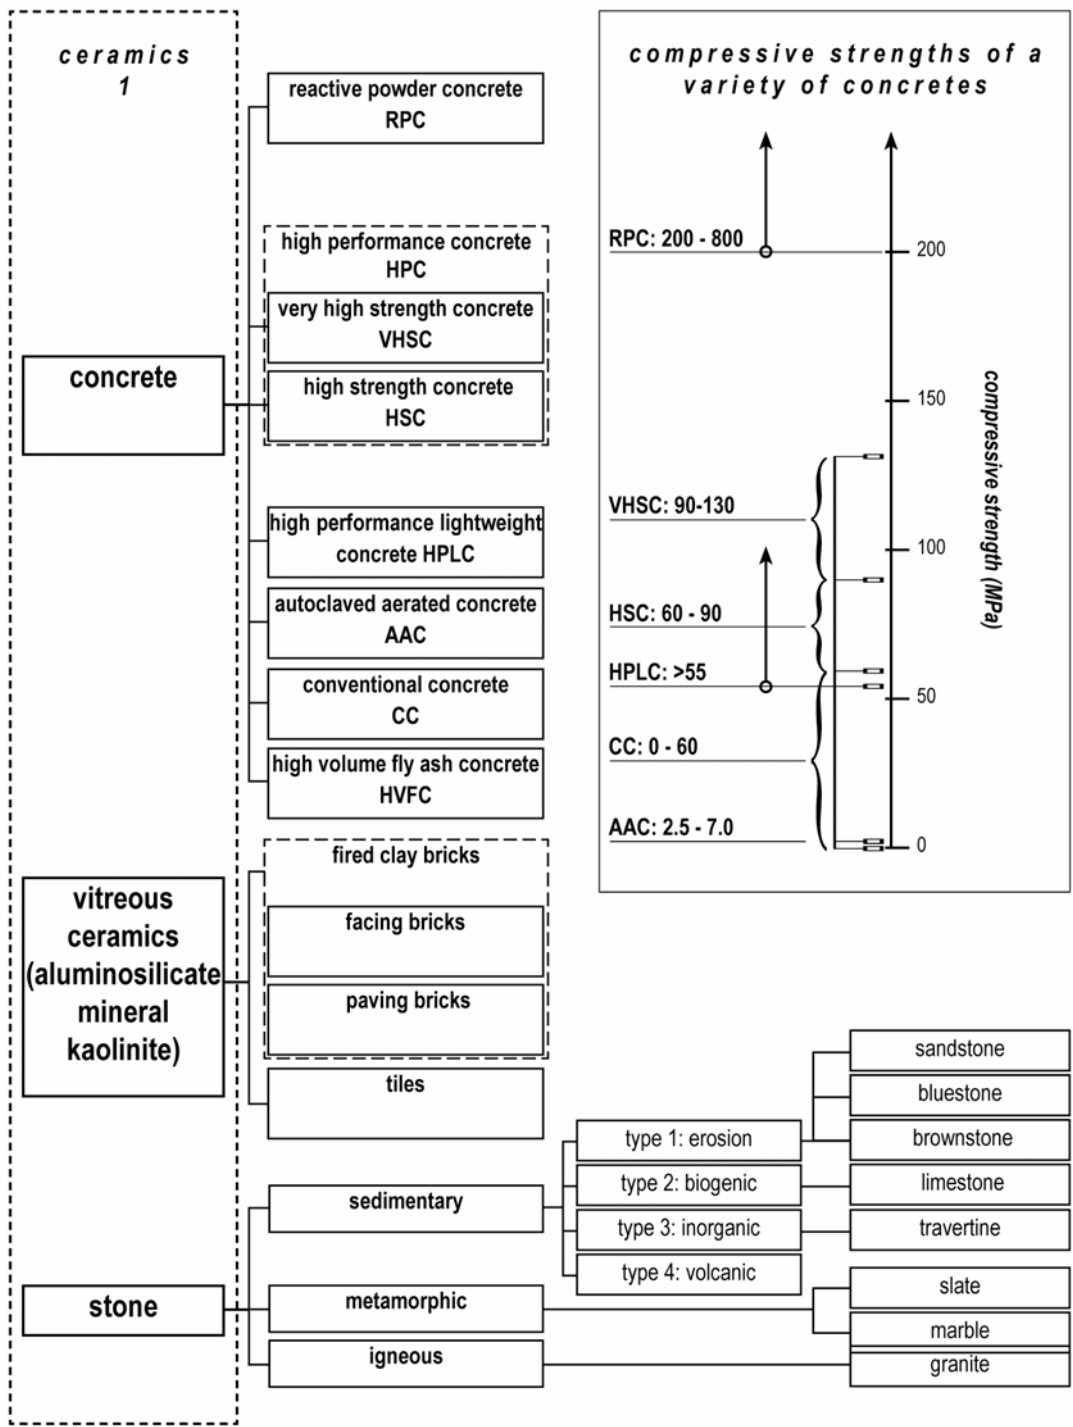 ceramics
1
concrete
vitreous
ceramics
(aluminosilicate
mineral
kaolinite)
stone
reactive powder concrete
RPC
high performance concrete
HPC
very high strength concrete
VHSC
high strength concrete
HSC
high performance lightweight
concrete HPLC
autoclaved aerated concrete
AAC
conventional concrete
CC
high volume fly ash concrete
HVFC
fired clay bricks
facing bricks
paving bricks
tiles
sedimentary
metamorphic
igneous
type 1: erosion
type 2: biogenic
type 3: inorganic
type 4: volcanic
sandstone
bluestone
brownstone
limestone
travertine
slate
marble
granite
compressive strengths of a
variety of concretes
RPC: 200 - 800
VHSC: 90-130
HSC: 60 - 90
HPLC: >55
CC: 0 - 60
AAC: 2.5 - 7.0
200
150
100
50
0
compressive strength (MPa)